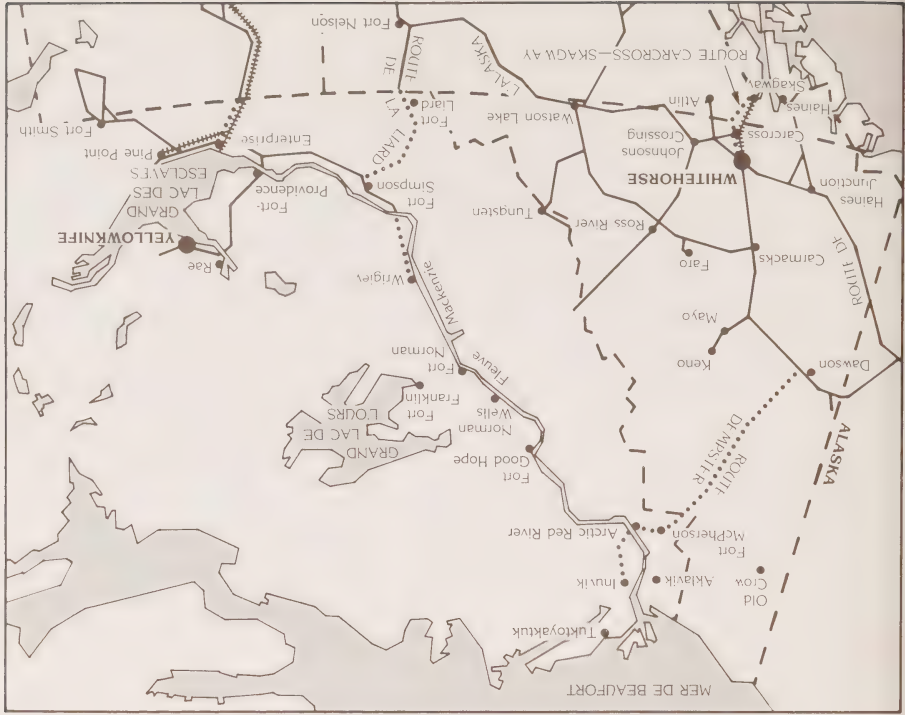 MER DE BEAUFORT
Tuktoyaktuk
Old
Crow
Aklavik
Inuvik
Fort
McPherson
Arctic Red River
ALASKA
ROUTE
DEMPSTER
Fort
Good Hope
Norman
Wells
GRAND
LAC DE
L'OURS
Fort
Franklin
Fort
Norman
Fleuve
Mackenzie
Dawson
Keno
Mayo
ROUTE DE
Carmacks
Faro
Ross River
Tungsten
Wrigley
Rae
YELLOWKNIFE
GRAND
LAC DES
ESCLAVES
Haines
Junction
WHITEHORSE
Fort
Simpson
Fort-
Providence
Enterprise
Pine Point
Fort Smith
Carcross
Johnsons
Crossing
Haines
Skagway
Atlin
Watson Lake
Fort
Liard
LA
LIARD
ROUTE CARCROSS—SKAGWAY
L'ALASKA
ROUTE
DE
Fort Nelson